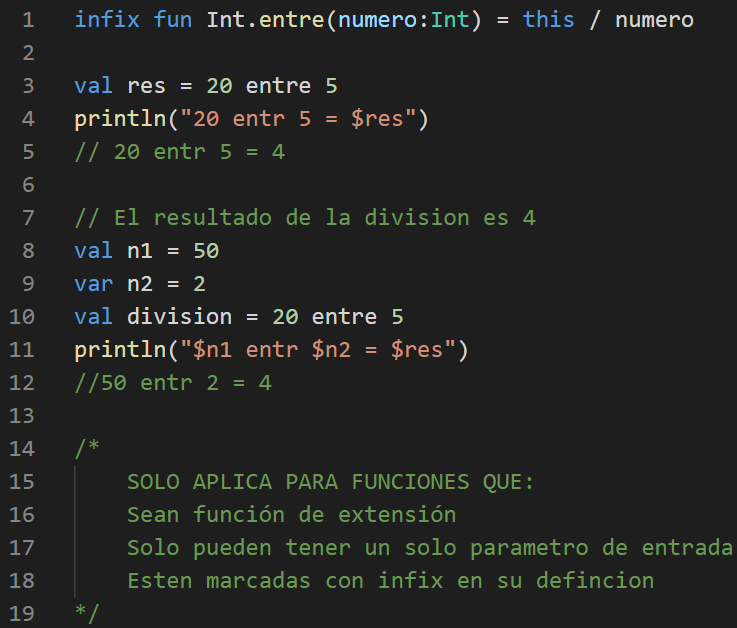 1 infix fun Int.entre(numero:Int) = this / numero
2
3 val res = 20 entre 5
4 println("20 entr 5 = $res")
5 // 20 entr 5 = 4
6
7 // El resultado de la division es 4
8 val n1 = 50
9 var n2 = 2
10 val division = 20 entre 5
11 println("$n1 entr $n2 = $res")
12 //50 entr 2 = 4
13
14 /*
15 SOLO APLICA PARA FUNCIONES QUE:
16 Sean función de extensión
17 Solo pueden tener un solo parametro de entrada
18 Esten marcadas con infix en su defincion
19 */